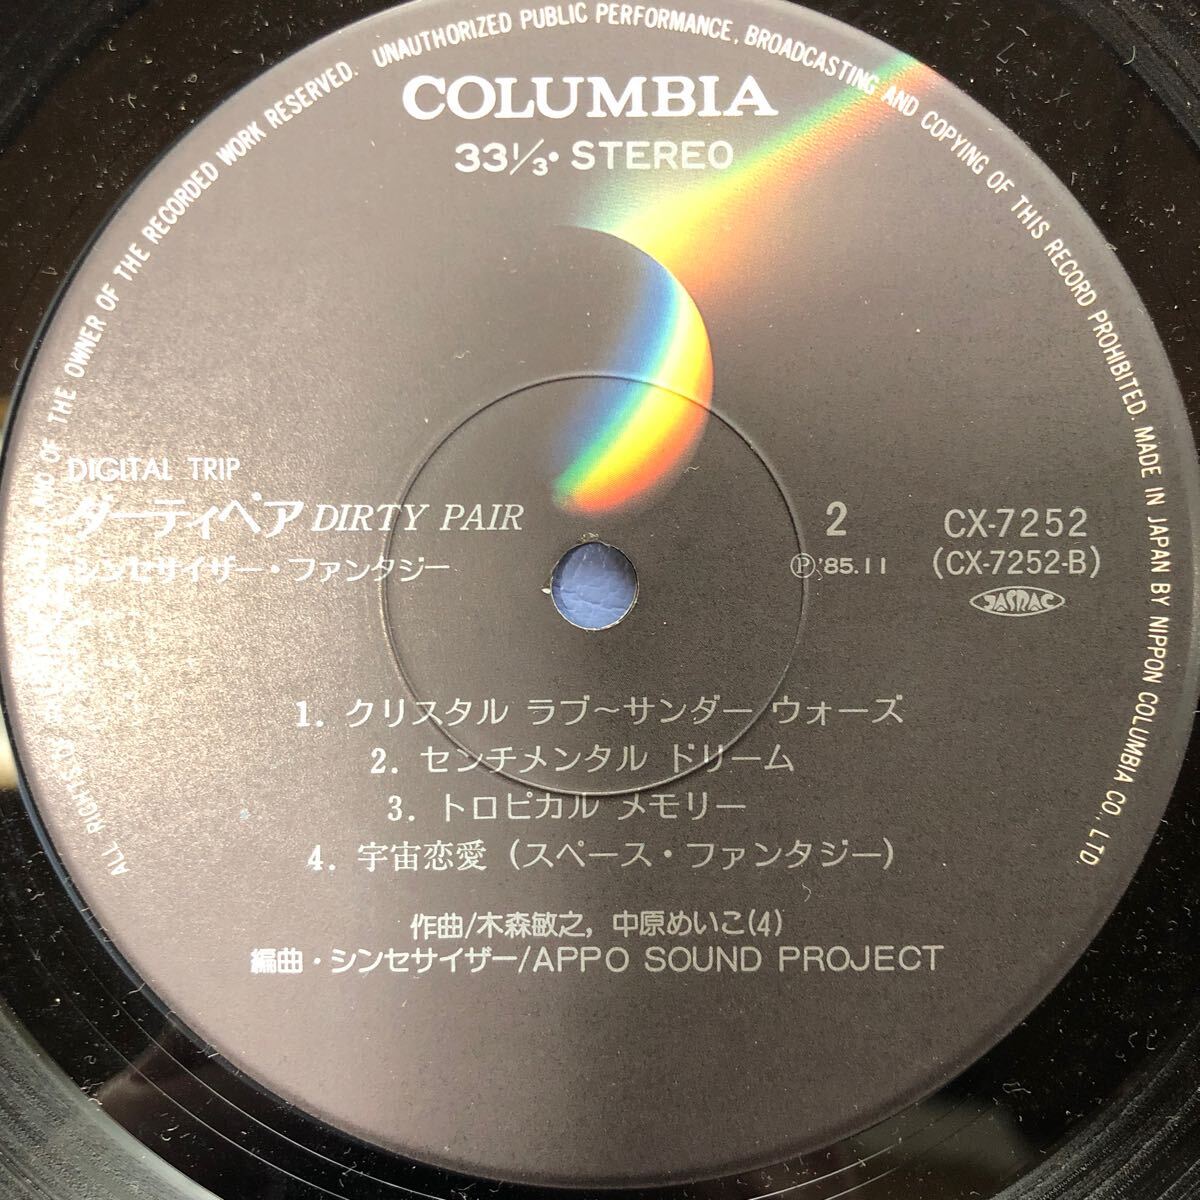 ALL RIGHTS OF THE OWNER OF THE RECORDED WORK RESERVED. UNAUTHORIZED PUBLIC PERFORMANCE, BROADCASTING AND COPYING OF THIS RECORD PROHIBITED. MADE IN JAPAN BY NIPPON COLUMBIA CO., LTD.
COLUMBIA
33⅓• STEREO
DIGITAL TRIP
ダーティペア DIRTY PAIR
シンセサイザー・ファンタジー
2
Ⓟ '85.11
CX-7252
(CX-7252-B)
JASRAC
1. クリスタル ラブ〜サンダー ウォーズ
2. センチメンタル ドリーム
3. トロピカル メモリー
4. 宇宙恋愛 (スペース・ファンタジー)
作曲/木森敏之, 中原めいこ(4)
編曲・シンセサイザー/APPO SOUND PROJECT